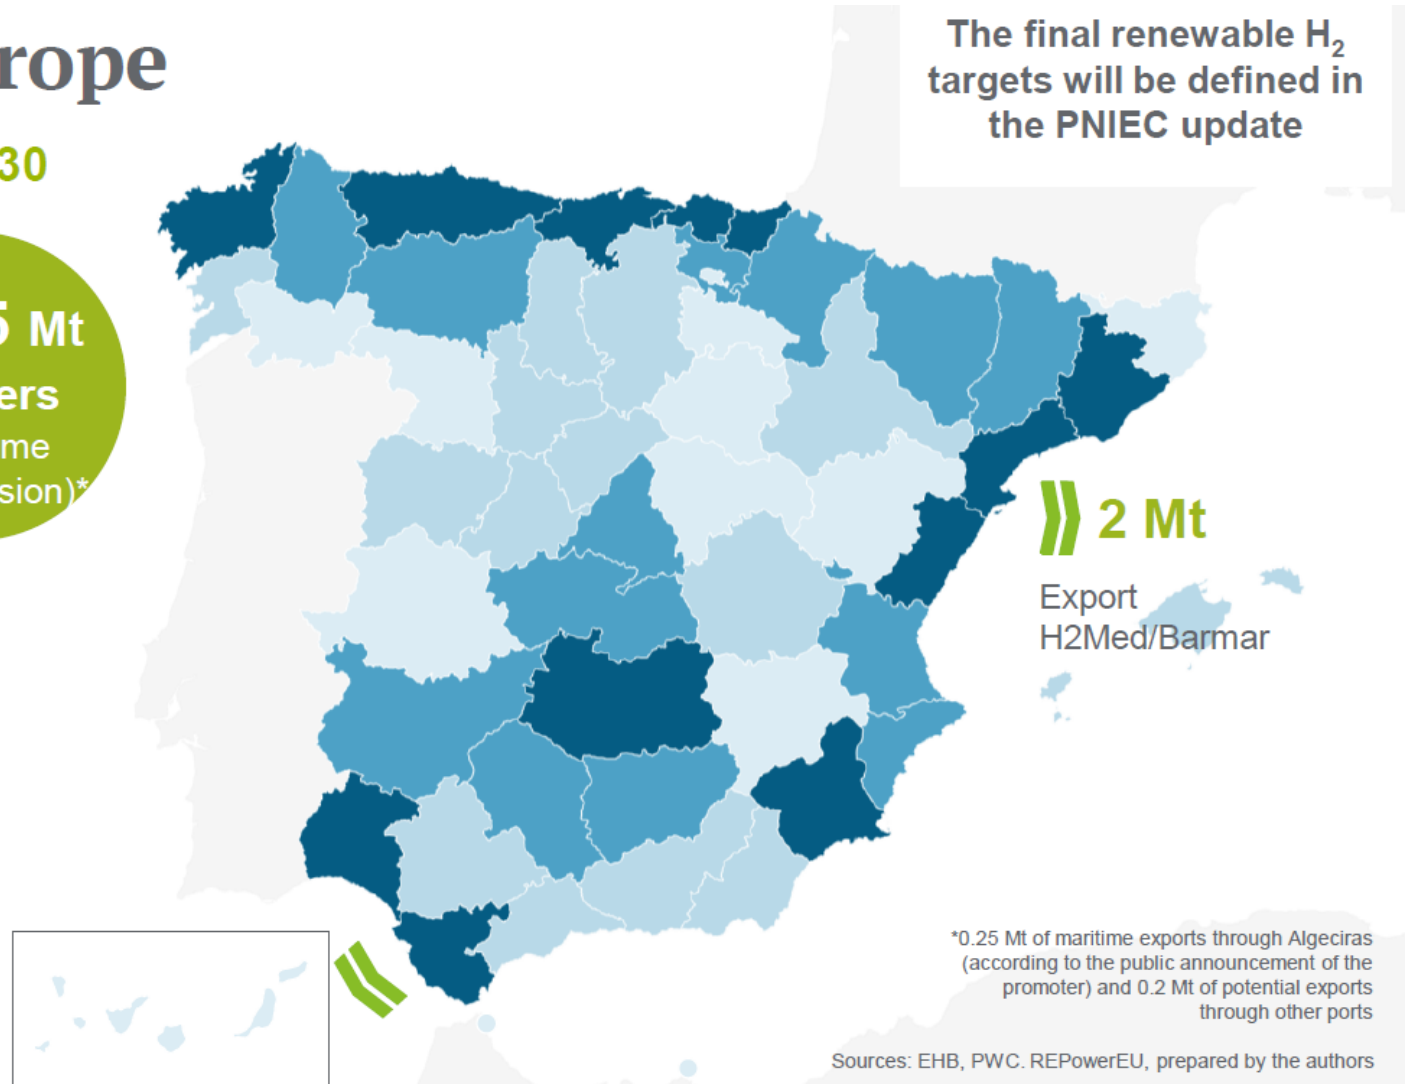 rope
30
The final renewable H₂
targets will be defined in
the PNIEC update
5 Mt
ers
me
sion)*
2 Mt
Export
H2Med/Barmar
*0.25 Mt of maritime exports through Algeciras
(according to the public announcement of the
promoter) and 0.2 Mt of potential exports
through other ports
Sources: EHB, PWC. REPowerEU, prepared by the authors